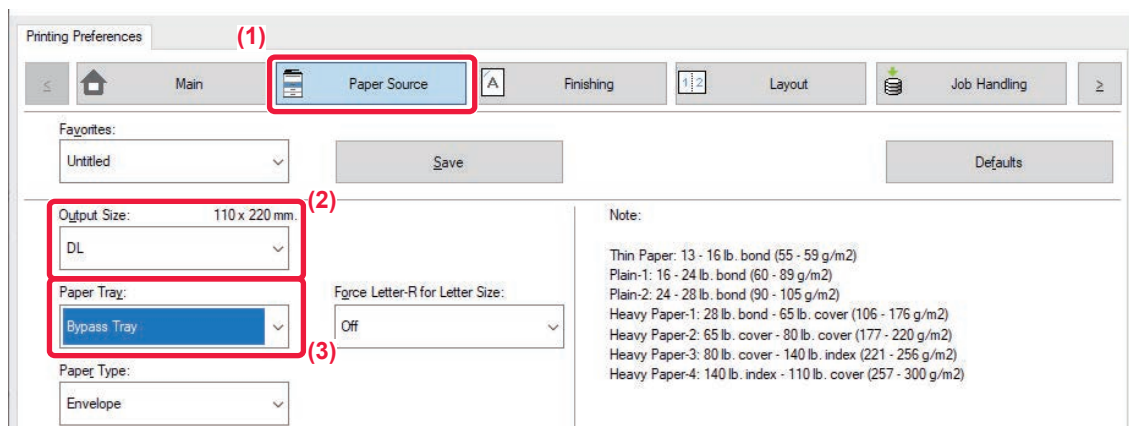 Printing Preferences
(1)
≤ Main Paper Source A Finishing 1 2 Layout Job Handling ≥
Favorites:
Untitled Save Defaults
(2)
Output Size: 110 x 220 mm. Note:
DL
Thin Paper: 13 - 16 lb. bond (55 - 59 g/m2)
Plain-1: 16 - 24 lb. bond (60 - 89 g/m2)
Paper Tray: Force Letter-R for Letter Size: Plain-2: 24 - 28 lb. bond (90 - 105 g/m2)
Heavy Paper-1: 28 lb. bond - 65 lb. cover (106 - 176 g/m2)
Bypass Tray Off Heavy Paper-2: 65 lb. cover - 80 lb. cover (177 - 220 g/m2)
(3) Heavy Paper-3: 80 lb. cover - 140 lb. index (221 - 256 g/m2)
Paper Type: Heavy Paper-4: 140 lb. index - 110 lb. cover (257 - 300 g/m2)
Envelope